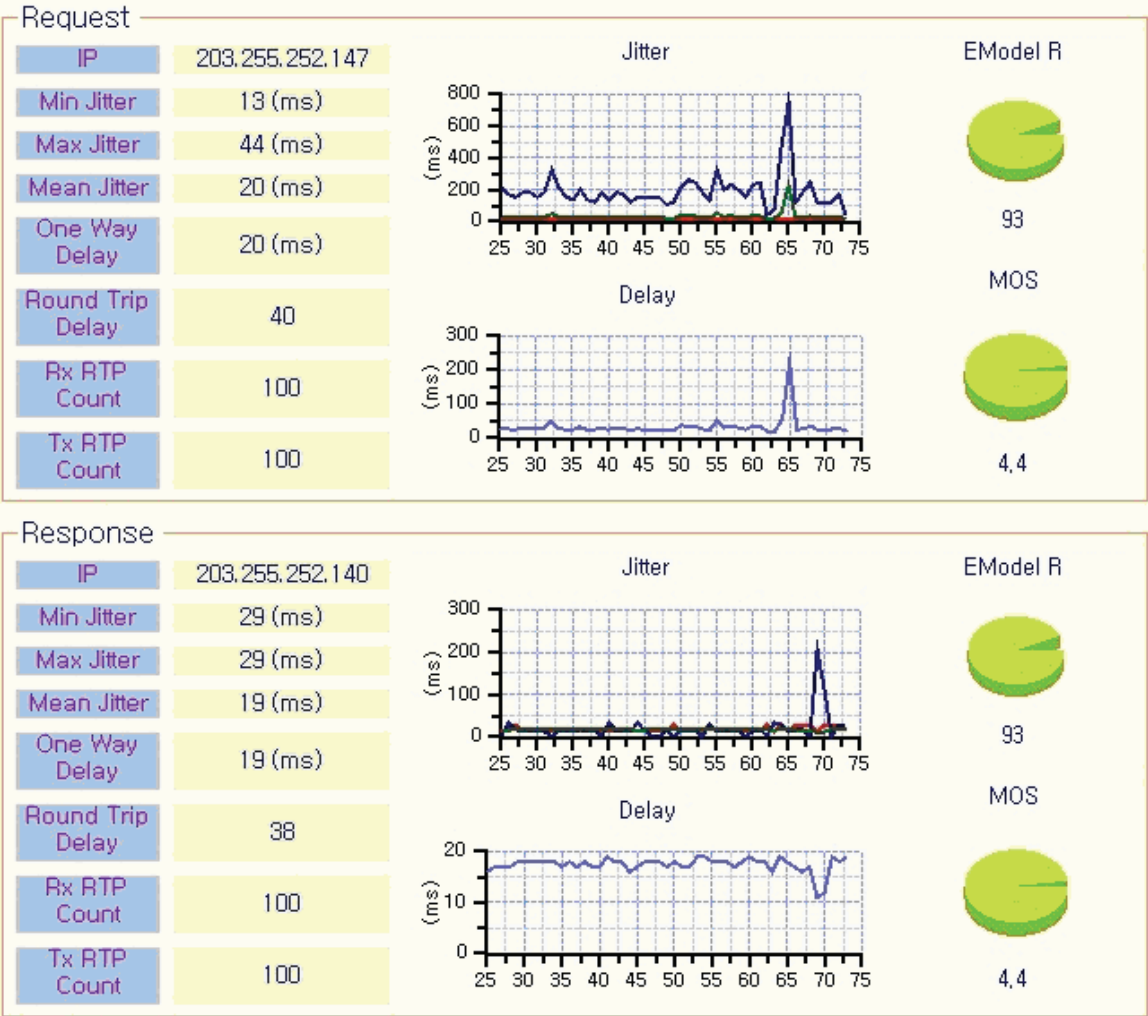 Request
IP 203.255.252.147
Min Jitter 13 (ms)
Max Jitter 44 (ms)
Mean Jitter 20 (ms)
One Way
Delay 20 (ms)
Round Trip
Delay 40
Rx RTP
Count 100
Tx RTP
Count 100
Jitter
(ms)
800
600
400
200
0
25 30 35 40 45 50 55 60 65 70 75
Delay
(ms)
300
200
100
0
25 30 35 40 45 50 55 60 65 70 75
EModel R
93
MOS
4,4
Response
IP 203.255.252.140
Min Jitter 29 (ms)
Max Jitter 29 (ms)
Mean Jitter 19 (ms)
One Way
Delay 19 (ms)
Round Trip
Delay 38
Rx RTP
Count 100
Tx RTP
Count 100
Jitter
(ms)
300
200
100
0
25 30 35 40 45 50 55 60 65 70 75
Delay
(ms)
20
10
0
25 30 35 40 45 50 55 60 65 70 75
EModel R
93
MOS
4,4